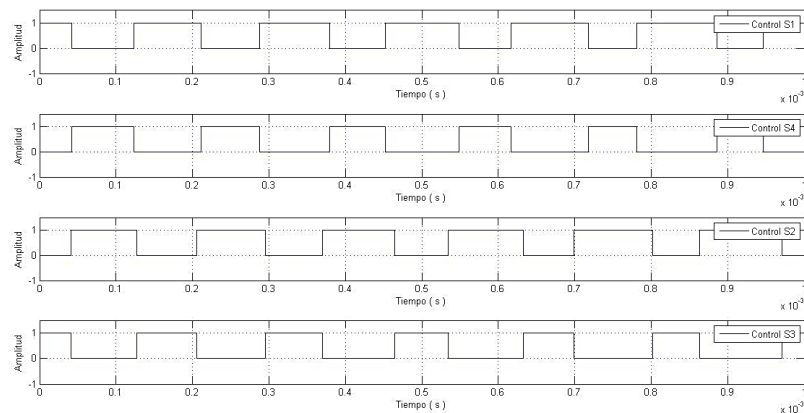 Amplitud
1
0
-1
Control S1
0 0.1 0.2 0.3 0.4 0.5 0.6 0.7 0.8 0.9 1
Tiempo ( s )
x 10-3
Amplitud
1
0
-1
Control S4
0 0.1 0.2 0.3 0.4 0.5 0.6 0.7 0.8 0.9 1
Tiempo ( s )
x 10-3
Amplitud
1
0
-1
Control S2
0 0.1 0.2 0.3 0.4 0.5 0.6 0.7 0.8 0.9 1
Tiempo ( s )
x 10-3
Amplitud
1
0
-1
Control S3
0 0.1 0.2 0.3 0.4 0.5 0.6 0.7 0.8 0.9 1
Tiempo ( s )
x 10-3